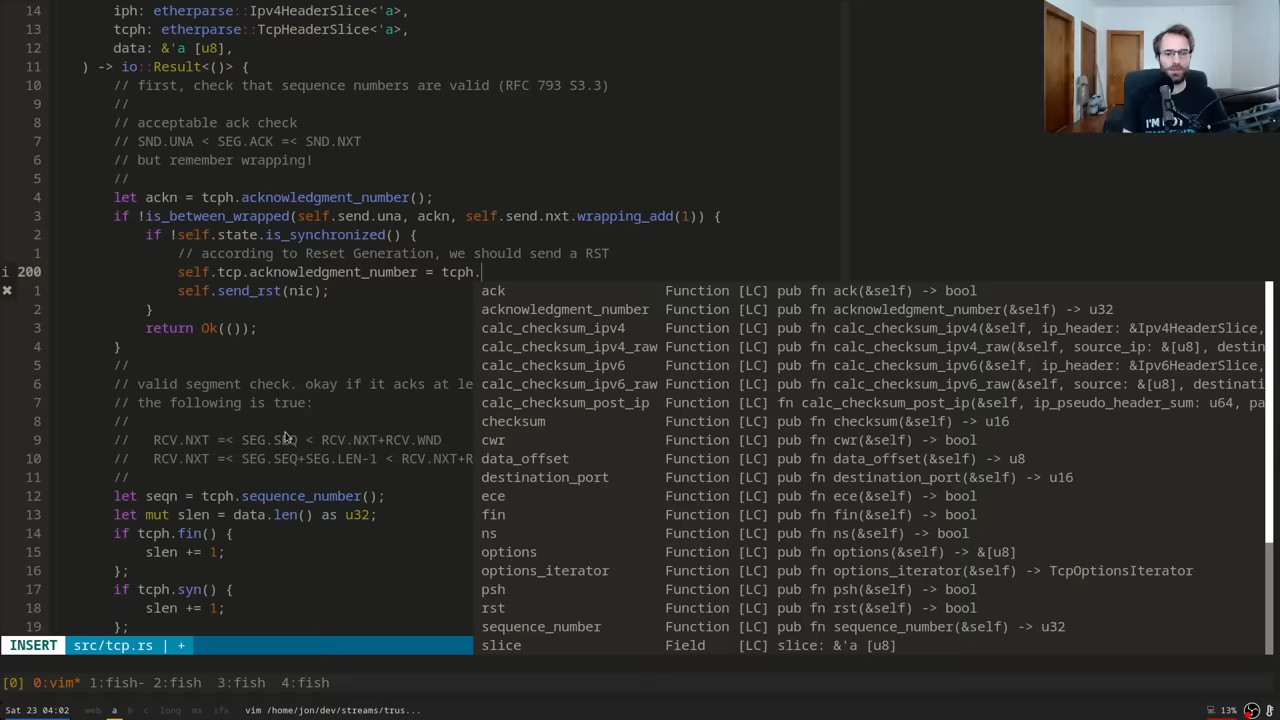 14 iph: etherparse::Ipv4HeaderSlice<'a>,
13 tcph: etherparse::TcpHeaderSlice<'a>,
12 data: &'a [u8],
11 ) -> io::Result<()> {
10 // first, check that sequence numbers are valid (RFC 793 S3.3)
9 //
8 // acceptable ack check
7 // SND.UNA < SEG.ACK =< SND.NXT
6 // but remember wrapping!
5 //
4 let ackn = tcph.acknowledgment_number();
3 if !is_between_wrapped(self.send.una, ackn, self.send.nxt.wrapping_add(1)) {
2 if !self.state.is_synchronized() {
1 // according to Reset Generation, we should send a RST
i 200 self.tcp.acknowledgment_number = tcph.
1 self.send_rst(nic); ack Function [LC] pub fn ack(&self) -> bool
2 } acknowledgment_number Function [LC] pub fn acknowledgment_number(&self) -> u32
3 return Ok(()); calc_checksum_ipv4 Function [LC] pub fn calc_checksum_ipv4(&self, ip_header: &Ipv4HeaderSlice,
4 } calc_checksum_ipv4_raw Function [LC] pub fn calc_checksum_ipv4_raw(&self, source_ip: &[u8], destin
5 // calc_checksum_ipv6 Function [LC] pub fn calc_checksum_ipv6(&self, ip_header: &Ipv6HeaderSlice,
6 // valid segment check. okay if it acks at le calc_checksum_ipv6_raw Function [LC] pub fn calc_checksum_ipv6_raw(&self, source: &[u8], destinati
7 // the following is true: calc_checksum_post_ip Function [LC] fn calc_checksum_post_ip(&self, ip_pseudo_header_sum: u64, pa
8 // checksum Function [LC] pub fn checksum(&self) -> u16
9 // RCV.NXT =< SEG.SEQ < RCV.NXT+RCV.WND cwr Function [LC] pub fn cwr(&self) -> bool
10 // RCV.NXT =< SEG.SEQ+SEG.LEN-1 < RCV.NXT+R data_offset Function [LC] pub fn data_offset(&self) -> u8
11 // destination_port Function [LC] pub fn destination_port(&self) -> u16
12 let seqn = tcph.sequence_number(); ece Function [LC] pub fn ece(&self) -> bool
13 let mut slen = data.len() as u32; fin Function [LC] pub fn fin(&self) -> bool
14 if tcph.fin() { ns Function [LC] pub fn ns(&self) -> bool
15 slen += 1; options Function [LC] pub fn options(&self) -> &[u8]
16 }; options_iterator Function [LC] pub fn options_iterator(&self) -> TcpOptionsIterator
17 if tcph.syn() { psh Function [LC] pub fn psh(&self) -> bool
18 slen += 1; rst Function [LC] pub fn rst(&self) -> bool
19 }; sequence_number Function [LC] pub fn sequence_number(&self) -> u32
INSERT src/tcp.rs | + slice Field [LC] slice: &'a [u8]
[0] 0:vim* 1:fish- 2:fish 3:fish 4:fish
Sat 23 04:02 web a b c long mx sfx vim /home/jon/dev/streams/trus... 13%